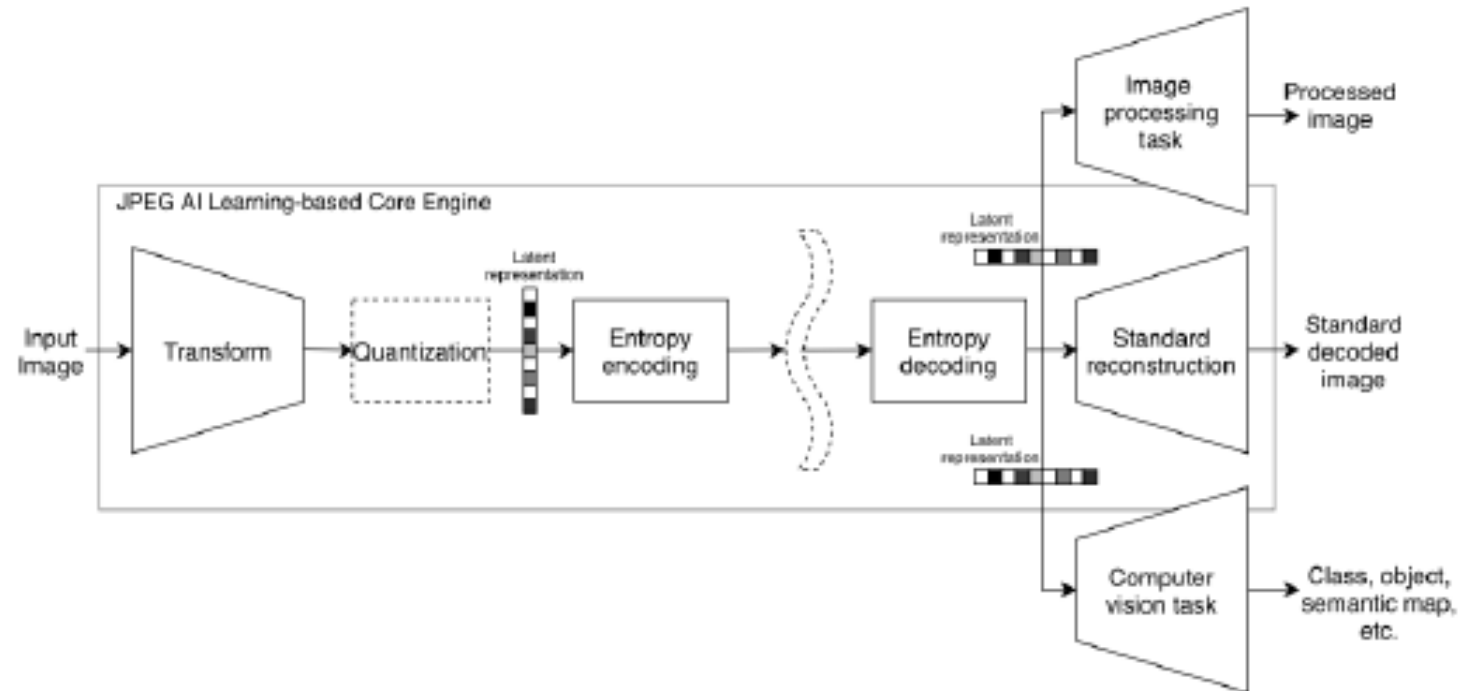 Image
processing
task
Processed
image
JPEG AI Learning-based Core Engine
Latent
representation
Latent
representation
Input
Image
Transform
Quantization
Entropy
encoding
Entropy
decoding
Standard
reconstruction
Standard
decoded
image
Latent
representation
Computer
vision task
Class, object,
semantic map,
etc.